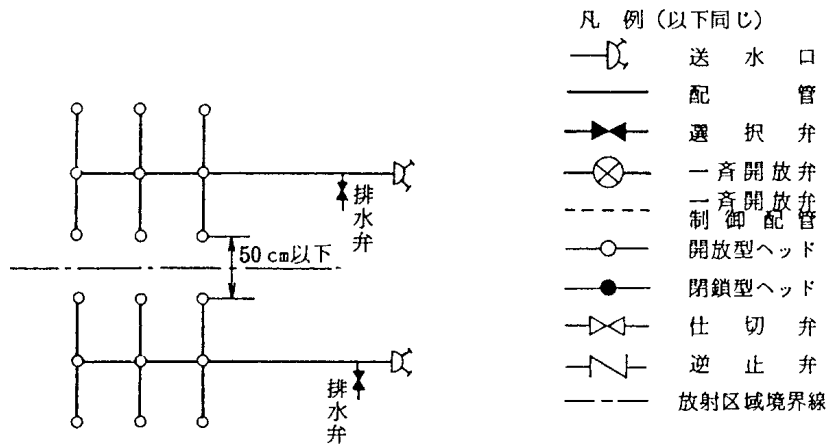 排水弁
50cm以下
排水弁
凡例(以下同じ)
送水口
配管
選択弁
一斉開放弁
一斉開放弁
制御配管
開放型ヘッド
閉鎖型ヘッド
仕切弁
逆止弁
放射区域境界線